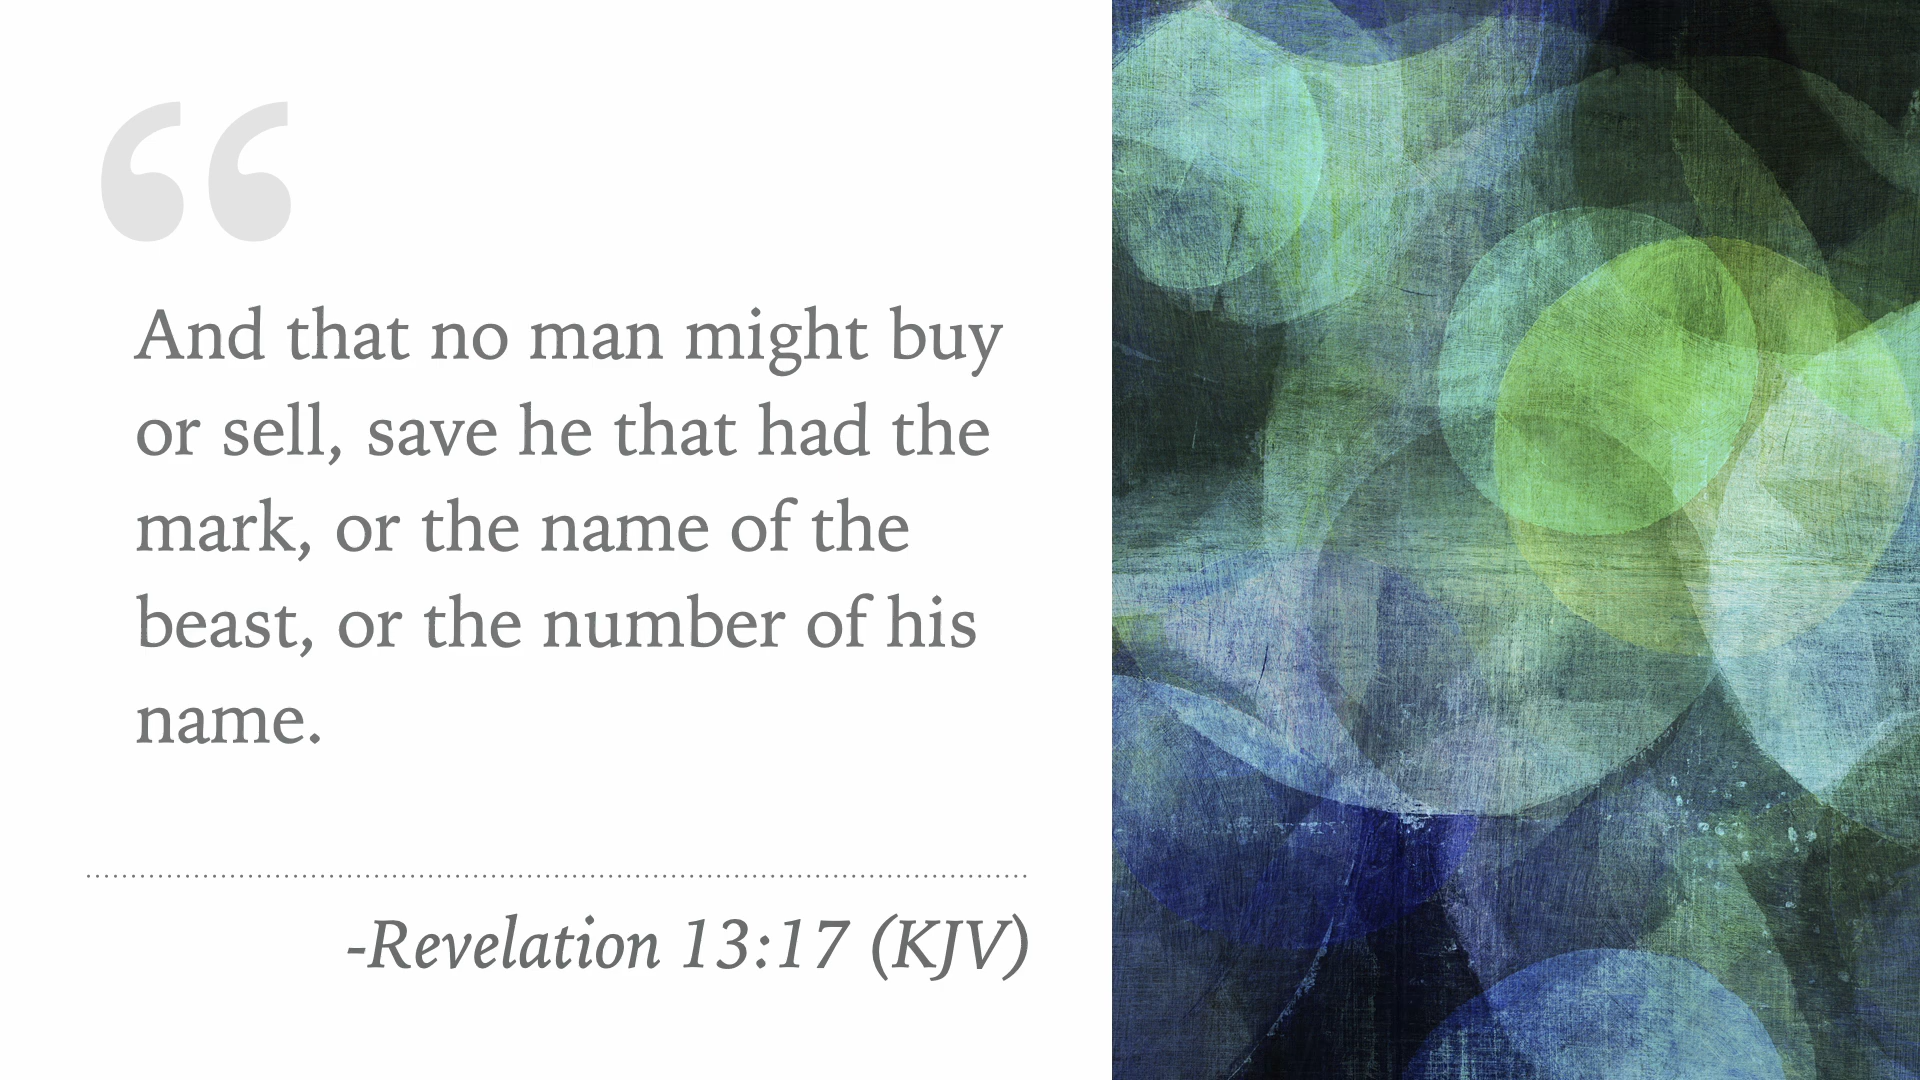 “
And that no man might buy
or sell, save he that had the
mark, or the name of the
beast, or the number of his
name.
-Revelation 13:17 (KJV)